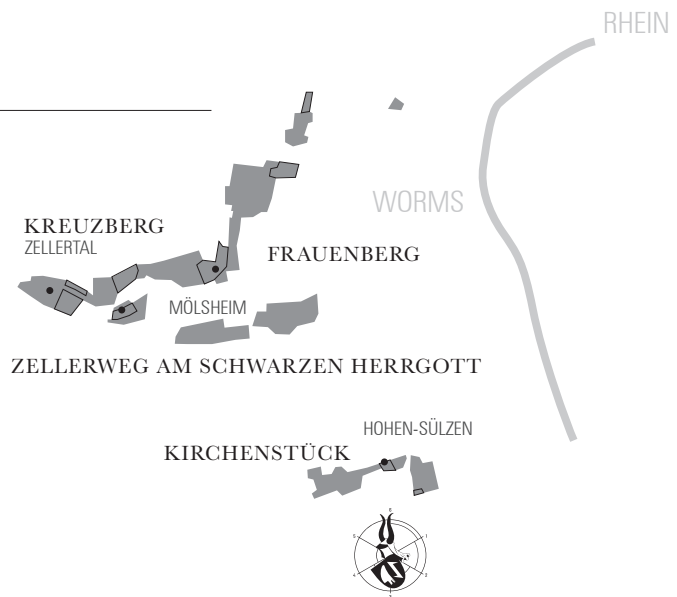 RHEIN
WORMS
KREUZBERG
ZELLERTAL
FRAUENBERG
MÖLSHEIM
ZELLERWEG AM SCHWARZEN HERRGOTT
HOHEN-SÜLZEN
KIRCHENSTÜCK